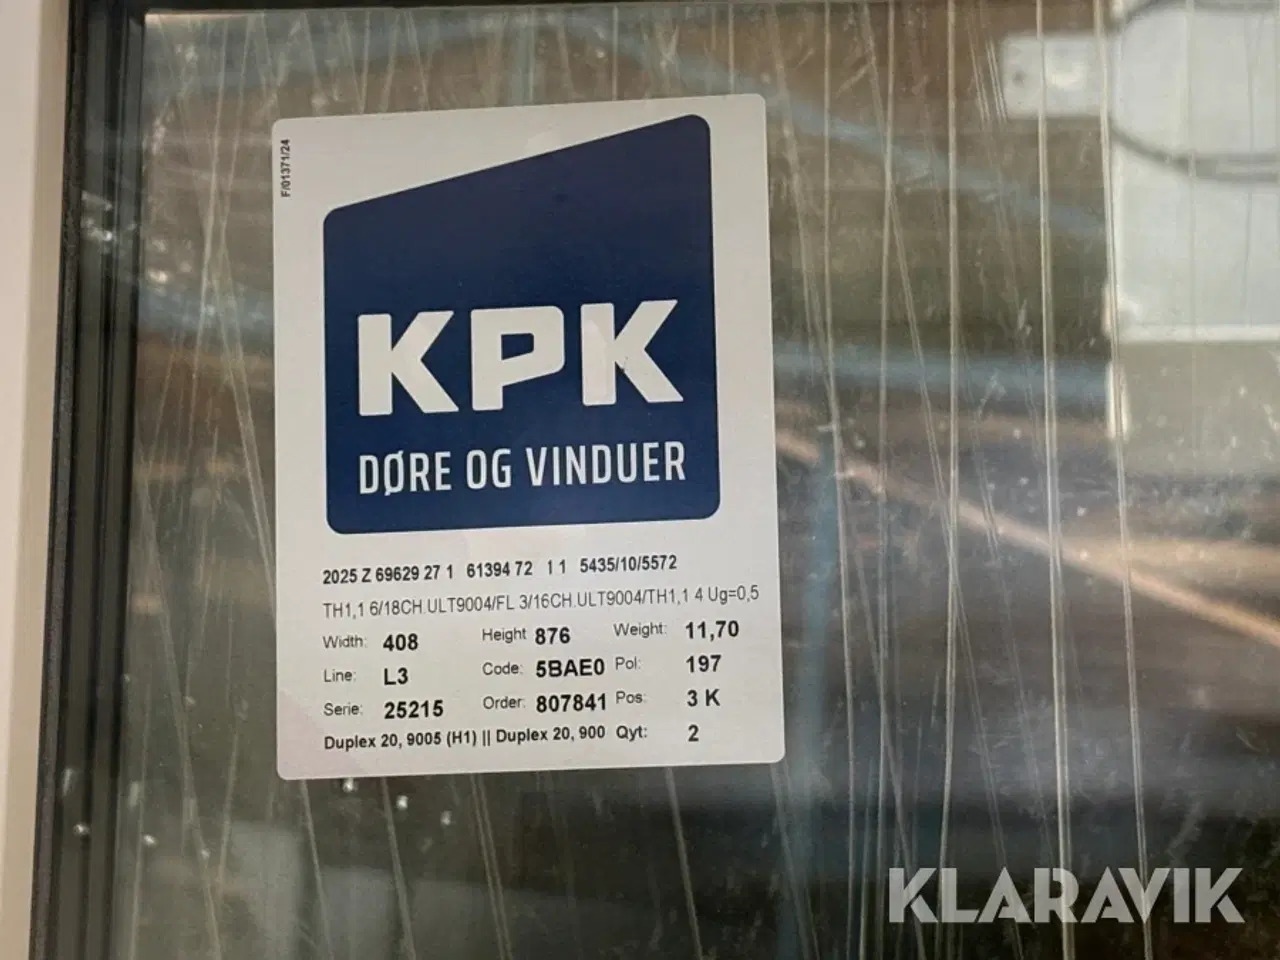 F/01371/24
KPK
DØRE OG VINDUER
2025 Z 69629 27 1 61394 72 I 1 5435/10/5572
TH1,1 6/18CH.ULT9004/FL 3/16CH.ULT9004/TH1,1 4 Ug=0,5
Width: 408 Height 876 Weight: 11,70
Line: L3 Code: 5BAE0 Pol: 197
Serie: 25215 Order: 807841 Pos: 3 K
Duplex 20, 9005 (H1) || Duplex 20, 900 Qyt: 2
KLARAVIK